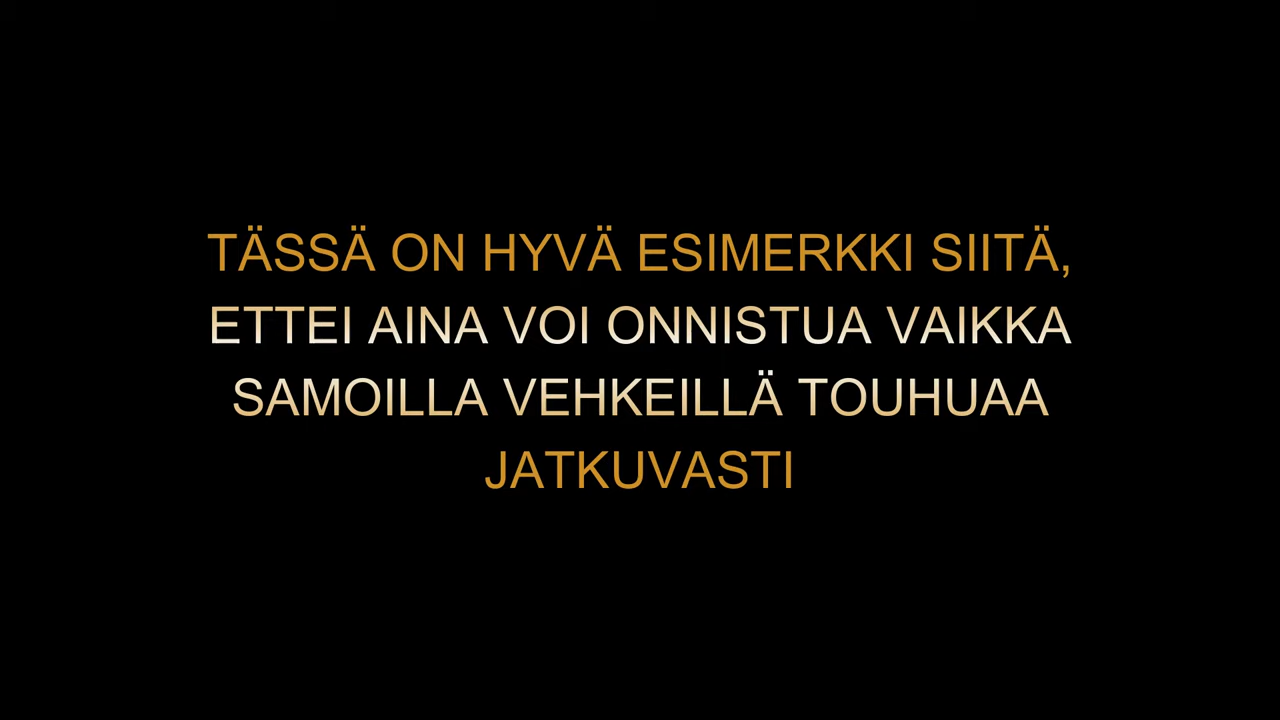 TÄSSÄ ON HYVÄ ESIMERKKI SIITÄ,
ETTEI AINA VOI ONNISTUA VAIKKA
SAMOILLA VEHKEILLÄ TOUHUAA
JATKUVASTI